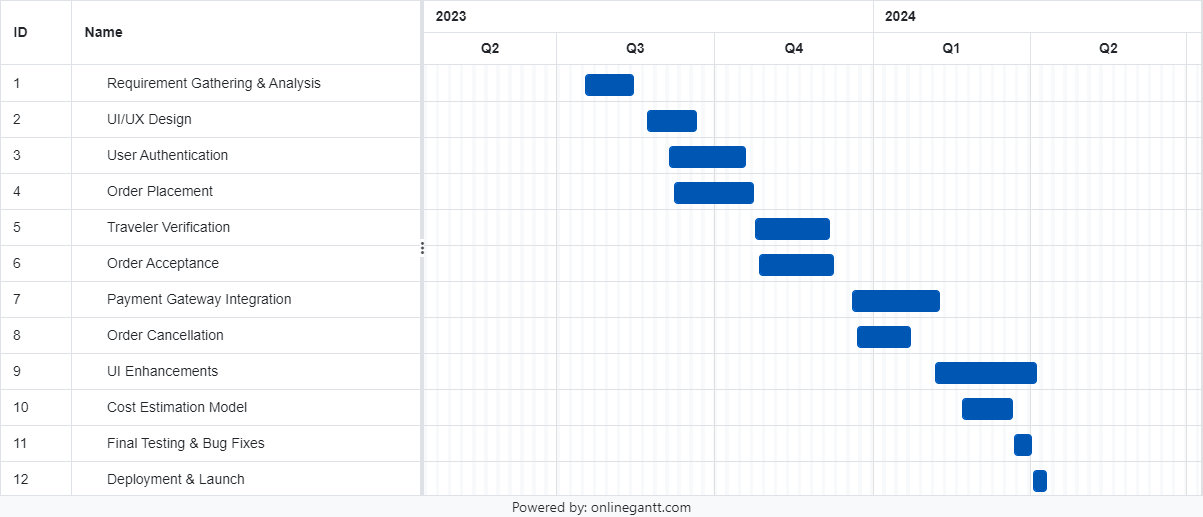 ID Name 2023 2024
Q2 Q3 Q4 Q1 Q2
1 Requirement Gathering & Analysis
2 UI/UX Design
3 User Authentication
4 Order Placement
5 Traveler Verification
6 Order Acceptance
7 Payment Gateway Integration
8 Order Cancellation
9 UI Enhancements
10 Cost Estimation Model
11 Final Testing & Bug Fixes
12 Deployment & Launch
Powered by: onlinegantt.com